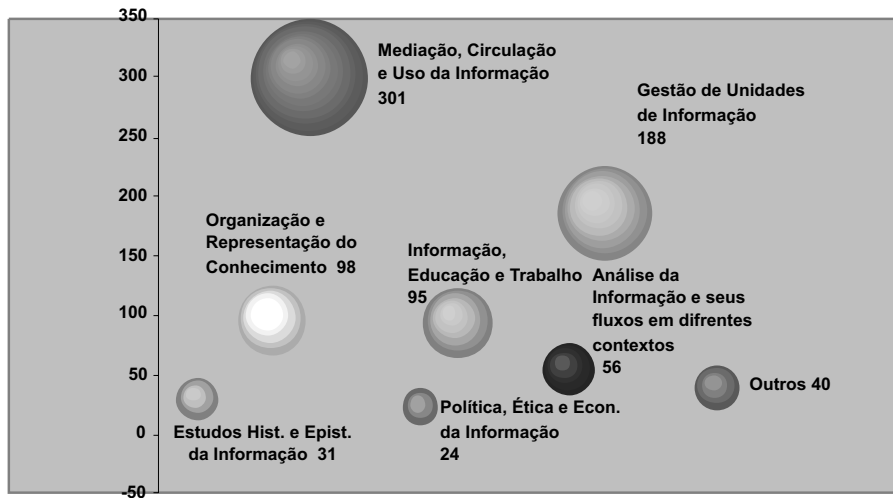 350
300
250
200
150
100
50
0
-50
Mediação, Circulação
e Uso da Informação
301
Gestão de Unidades
de Informação
188
Organização e
Representação do
Conhecimento 98
Informação,
Educação e Trabalho
95
Análise da
Informação e seus
fluxos em difrentes
contextos
56
Outros 40
Estudos Hist. e Epist.
da Informação 31
Política, Ética e Econ.
da Informação
24